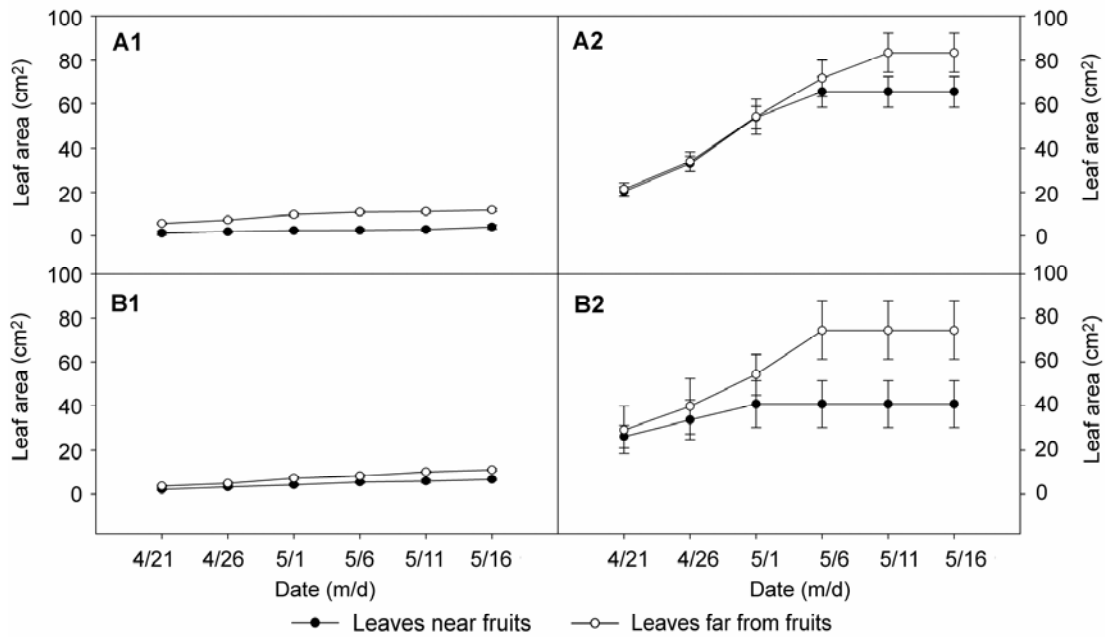 A1
A2
Leaf area (cm²)
100
80
60
40
20
0
100
80
60
40
20
0
Leaf area (cm²)
B1
B2
Leaf area (cm²)
100
80
60
40
20
0
100
80
60
40
20
0
Leaf area (cm²)
4/21 4/26 5/1 5/6 5/11 5/16
4/21 4/26 5/1 5/6 5/11 5/16
Date (m/d)
Date (m/d)
Leaves near fruits
Leaves far from fruits